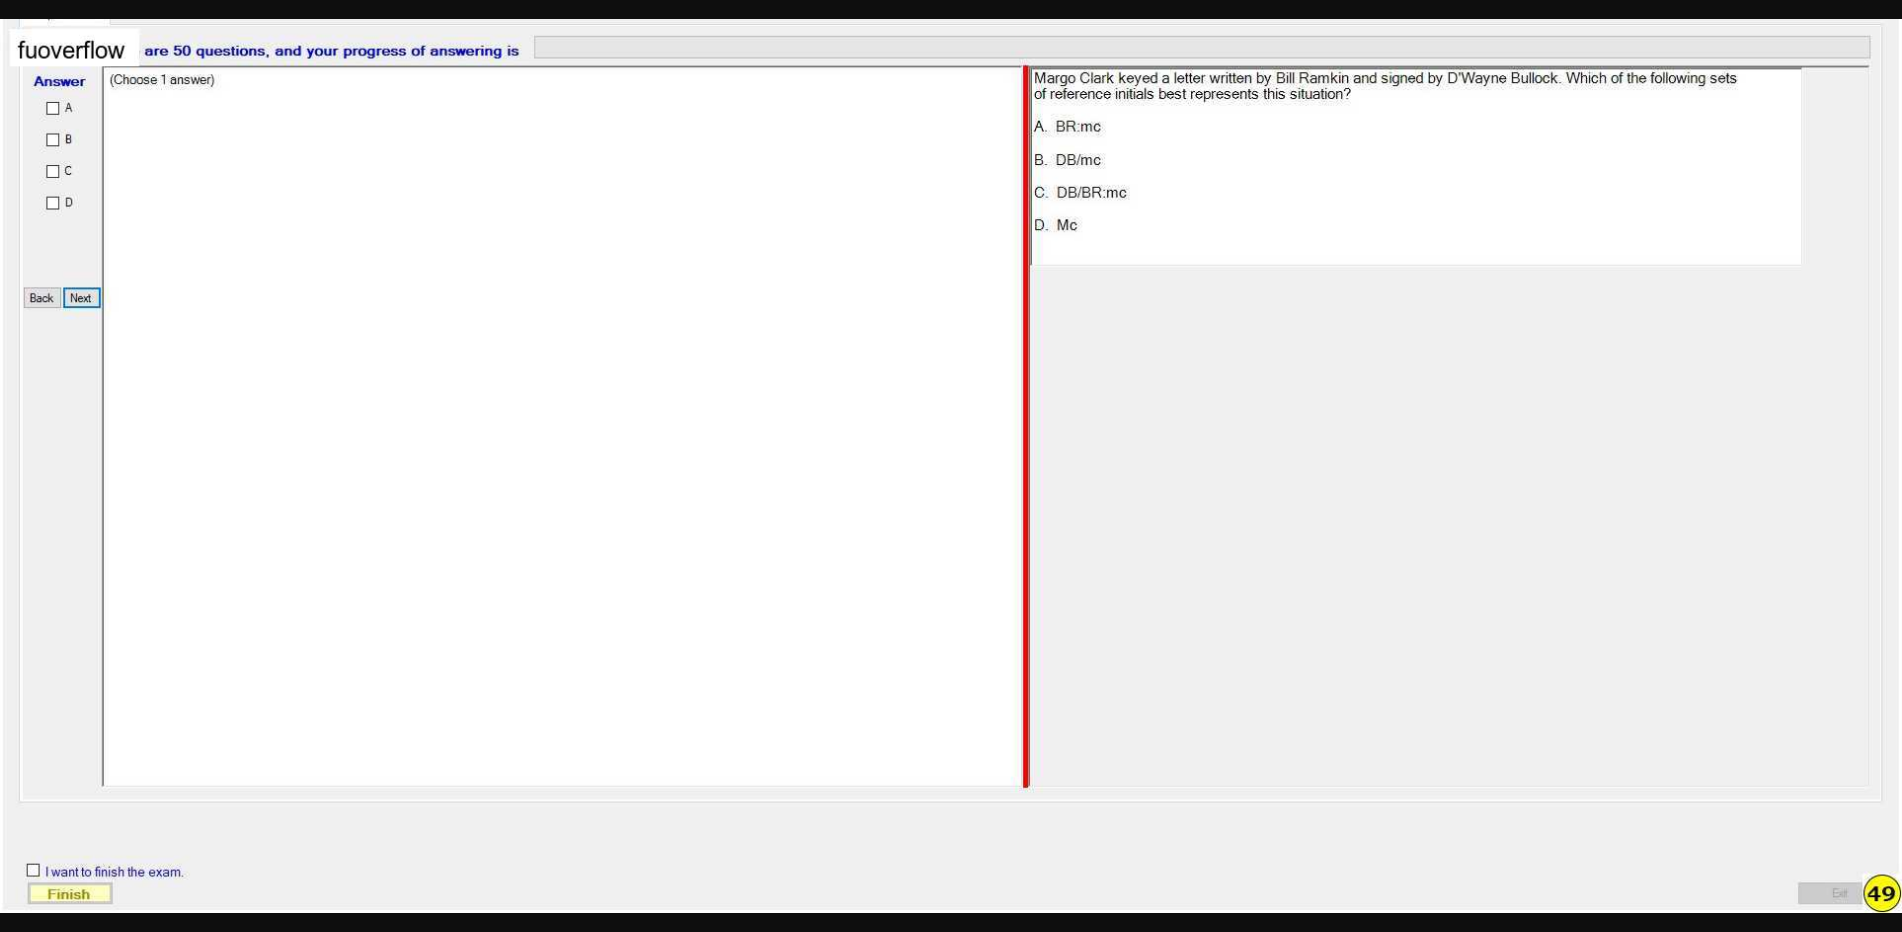 fuoverflow are 50 questions, and your progress of answering is
Answer
(Choose 1 answer)
A
B
C
D
Back Next
Margo Clark keyed a letter written by Bill Ramkin and signed by D'Wayne Bullock. Which of the following sets
of reference initials best represents this situation?
A. BR:mc
B. DB/mc
C. DB/BR:mc
D. Mc
I want to finish the exam.
Finish
Exit
49